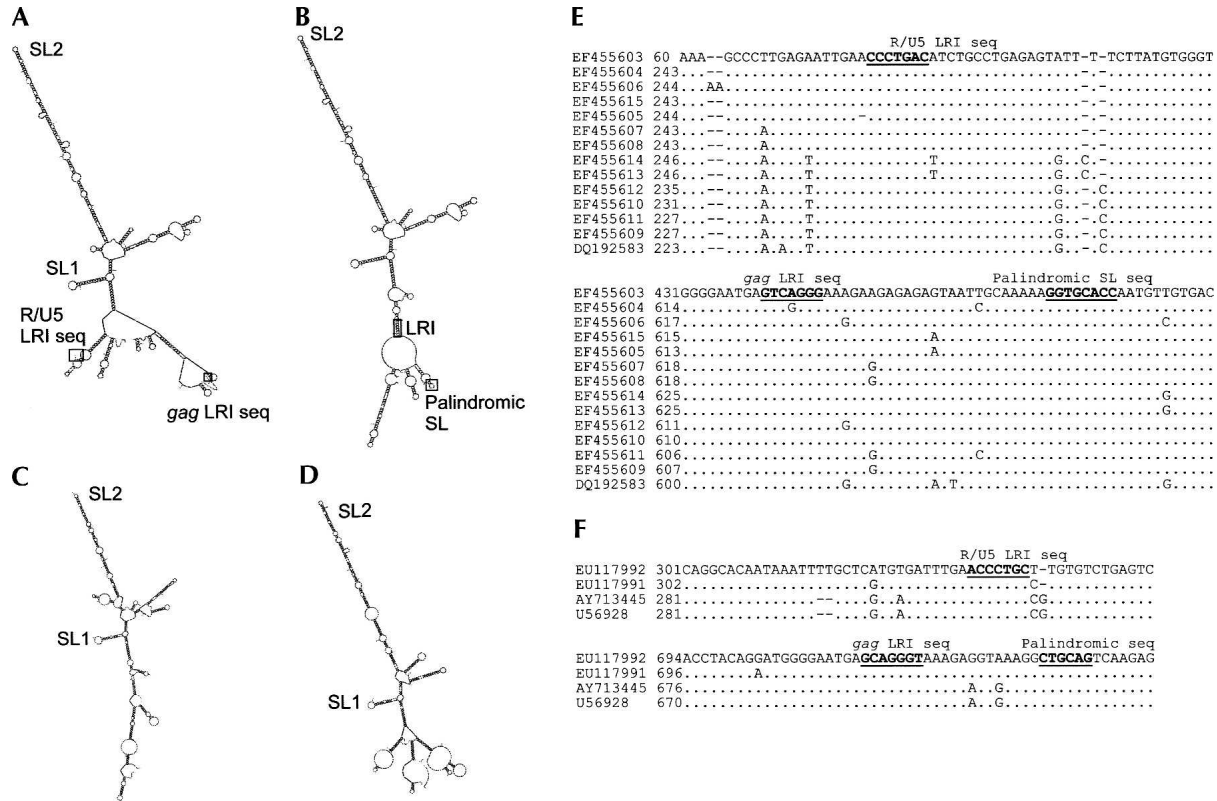 A
SL2
SL1
R/U5
LRI seq
gag LRI seq
B
SL2
LRI
Palindromic
SL
C
SL2
SL1
D
SL2
SL1
E
R/U5 LRI seq
EF455603 60 AAA--GCCCTTGAGAATTGAACCCTGACATCTGCCTGAGAGTATT-T-TCTTATGTGGGT
EF455604 243...--........................................-.-............
EF455606 244...AA........................................-.-............
EF455615 243...--........................................-.-............
EF455605 244...--...............-........................-.-............
EF455607 243...--....A...................................-.-............
EF455608 243...--....A...................................-.-............
EF455614 246...--....A....T.............T.............G..C.-............
EF455613 246...--....A....T.............T.............G..C.-............
EF455612 235...--....A....T...........................G..-.C............
EF455610 231...--....A....T...........................G..-.C............
EF455611 227...--....A....T...........................G..-.C............
EF455609 227...--....A....T...........................G..-.C............
DQ192583 223...--....A.A..T...........................G..-.C............
gag LRI seq Palindromic SL seq
EF455603 431GGGGAATGAGTCAGGGAAAGAAGAGAGAGTAATTGCAAAAAGGTGCACCAATGTTGTGAC
EF455604 614............G....................C..........................
EF455606 617..................G...................................C.....
EF455615 615............................A...............................
EF455605 613............................A...............................
EF455607 618.....................G......................................
EF455608 618.....................G......................................
EF455614 625......................................................G.....
EF455613 625......................................................G.....
EF455612 611..................G.........................................
EF455610 610............................................................
EF455611 606.....................G...........C..........................
EF455609 607.....................G......................................
DQ192583 600..................G.........A.T.......................G.....
F
R/U5 LRI seq
EU117992 301CAGGCACAATAAATTTTGCTCATGTGATTTGAACCCTGCT-TGTGTCTGAGTC
EU117991 302.....................G.................C-............
AY713445 281...............--....G..A..............CG............
U56928 281...............--....G..A..............CG............
gag LRI seq Palindromic seq
EU117992 694ACCTACAGGATGGGGAATGAGCAGGGTAAAGAGGTAAAGGCTGCAGTCAAGAG
EU117991 696........A............................................
AY713445 676................................A..G.................
U56928 670................................A..G.................